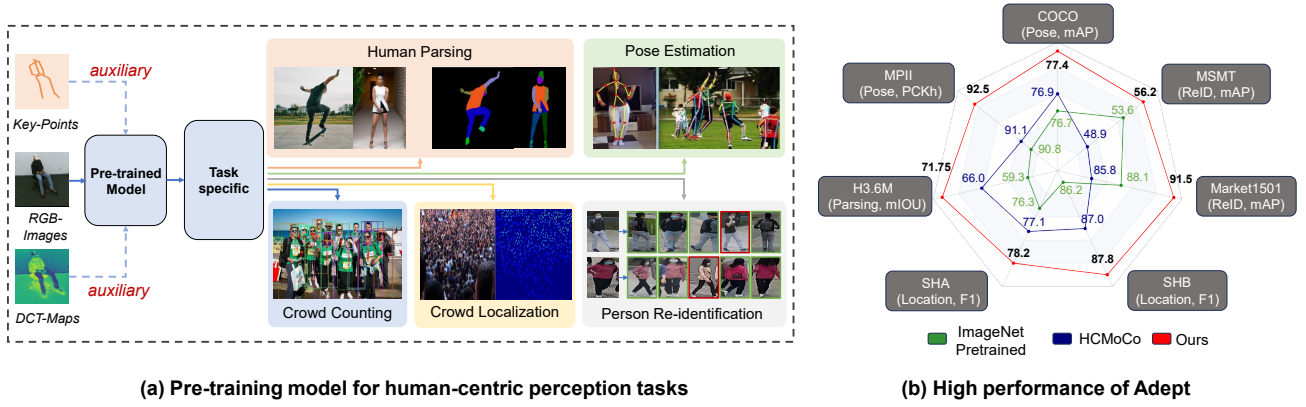 Human Parsing
Pose Estimation
auxiliary
Key-Points
Pre-trained
Model
Task
specific
RGB-
Images
auxiliary
DCT-Maps
Crowd Counting
Crowd Localization
Person Re-identification
(a) Pre-training model for human-centric perception tasks
COCO
(Pose, mAP)
77.4
MPII
(Pose, PCKh)
92.5
MSMT
(ReID, mAP)
56.2
76.9
76.7
53.6
91.1
90.8
48.9
71.75
66.0
59.3
85.8
88.1
91.5
H3.6M
(Parsing, mIOU)
Market1501
(ReID, mAP)
76.3
86.2
77.1
87.0
78.2
87.8
SHA
(Location, F1)
SHB
(Location, F1)
ImageNet
Pretrained
HCMoCo
Ours
(b) High performance of Adept